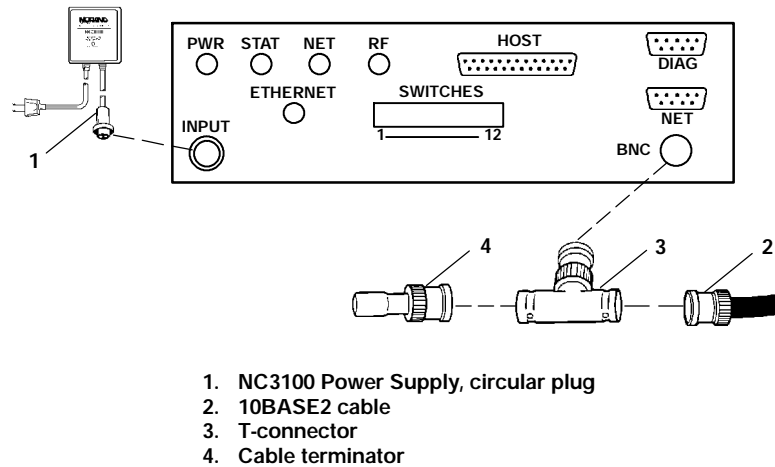 NORAND
PWR STAT NET RF HOST DIAG
ETHERNET SWITCHES
INPUT 1 12 NET
BNC
1
4 3 2
1. NC3100 Power Supply, circular plug
2. 10BASE2 cable
3. T-connector
4. Cable terminator